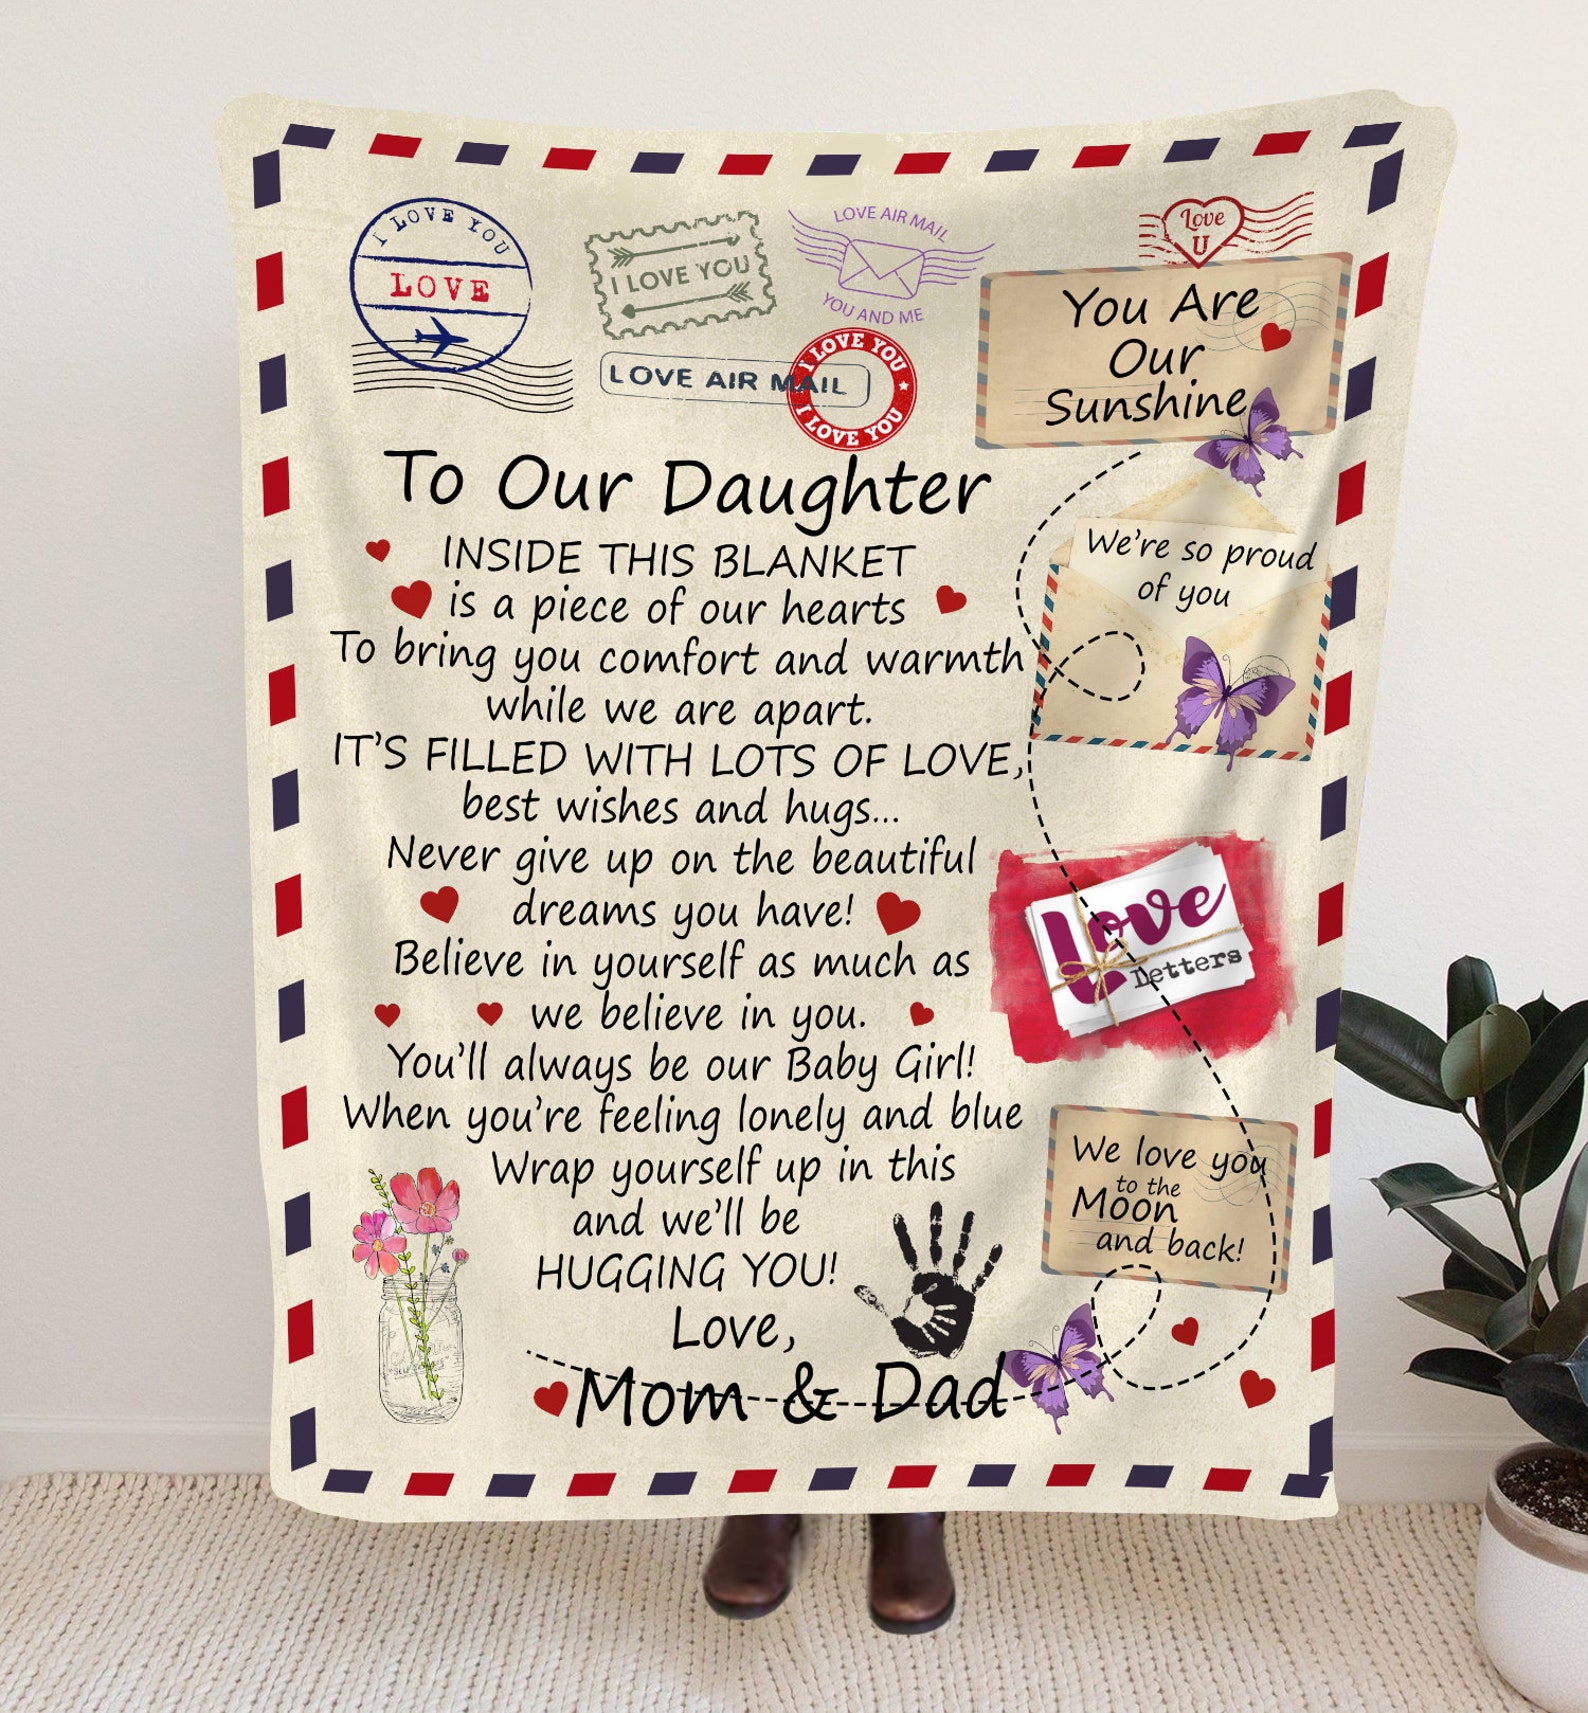 I LOVE YOU
LOVE
I LOVE YOU
LOVE AIR MAIL
YOU AND ME
LOVE AIR MAIL
I LOVE YOU
I LOVE YOU
Love
U
You Are
Our
Sunshine
To Our Daughter
INSIDE THIS BLANKET
is a piece of our hearts
To bring you comfort and warmth
while we are apart.
IT'S FILLED WITH LOTS OF LOVE,
best wishes and hugs...
Never give up on the beautiful
dreams you have!
Believe in yourself as much as
we believe in you.
You'll always be our Baby Girl!
When you're feeling lonely and blue
Wrap yourself up in this
and we'll be
HUGGING YOU!
Love,
Mom & Dad
We're so proud
of you
Love
Letters
We love you
to the
Moon
and back!